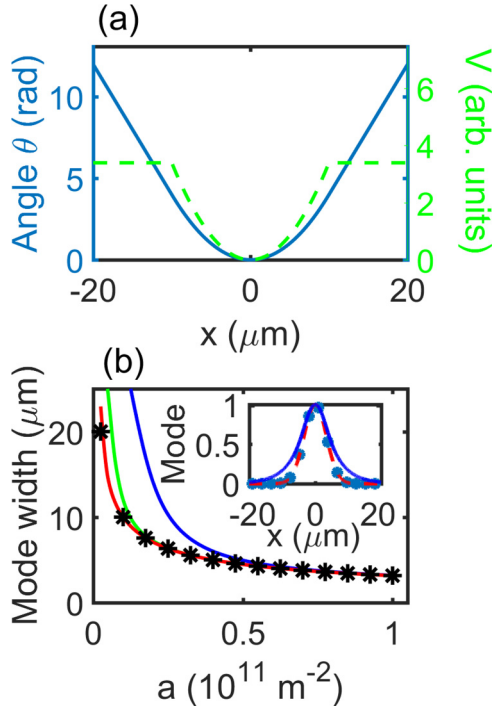 (a)
Angle θ (rad)
10
5
0
V (arb. units)
6
4
2
0
-20
0
20
x (μm)
(b)
Mode width (μm)
20
10
0
Mode
1
0.5
0
-20
0
20
x (μm)
0
0.5
1
a (10¹¹ m⁻²)